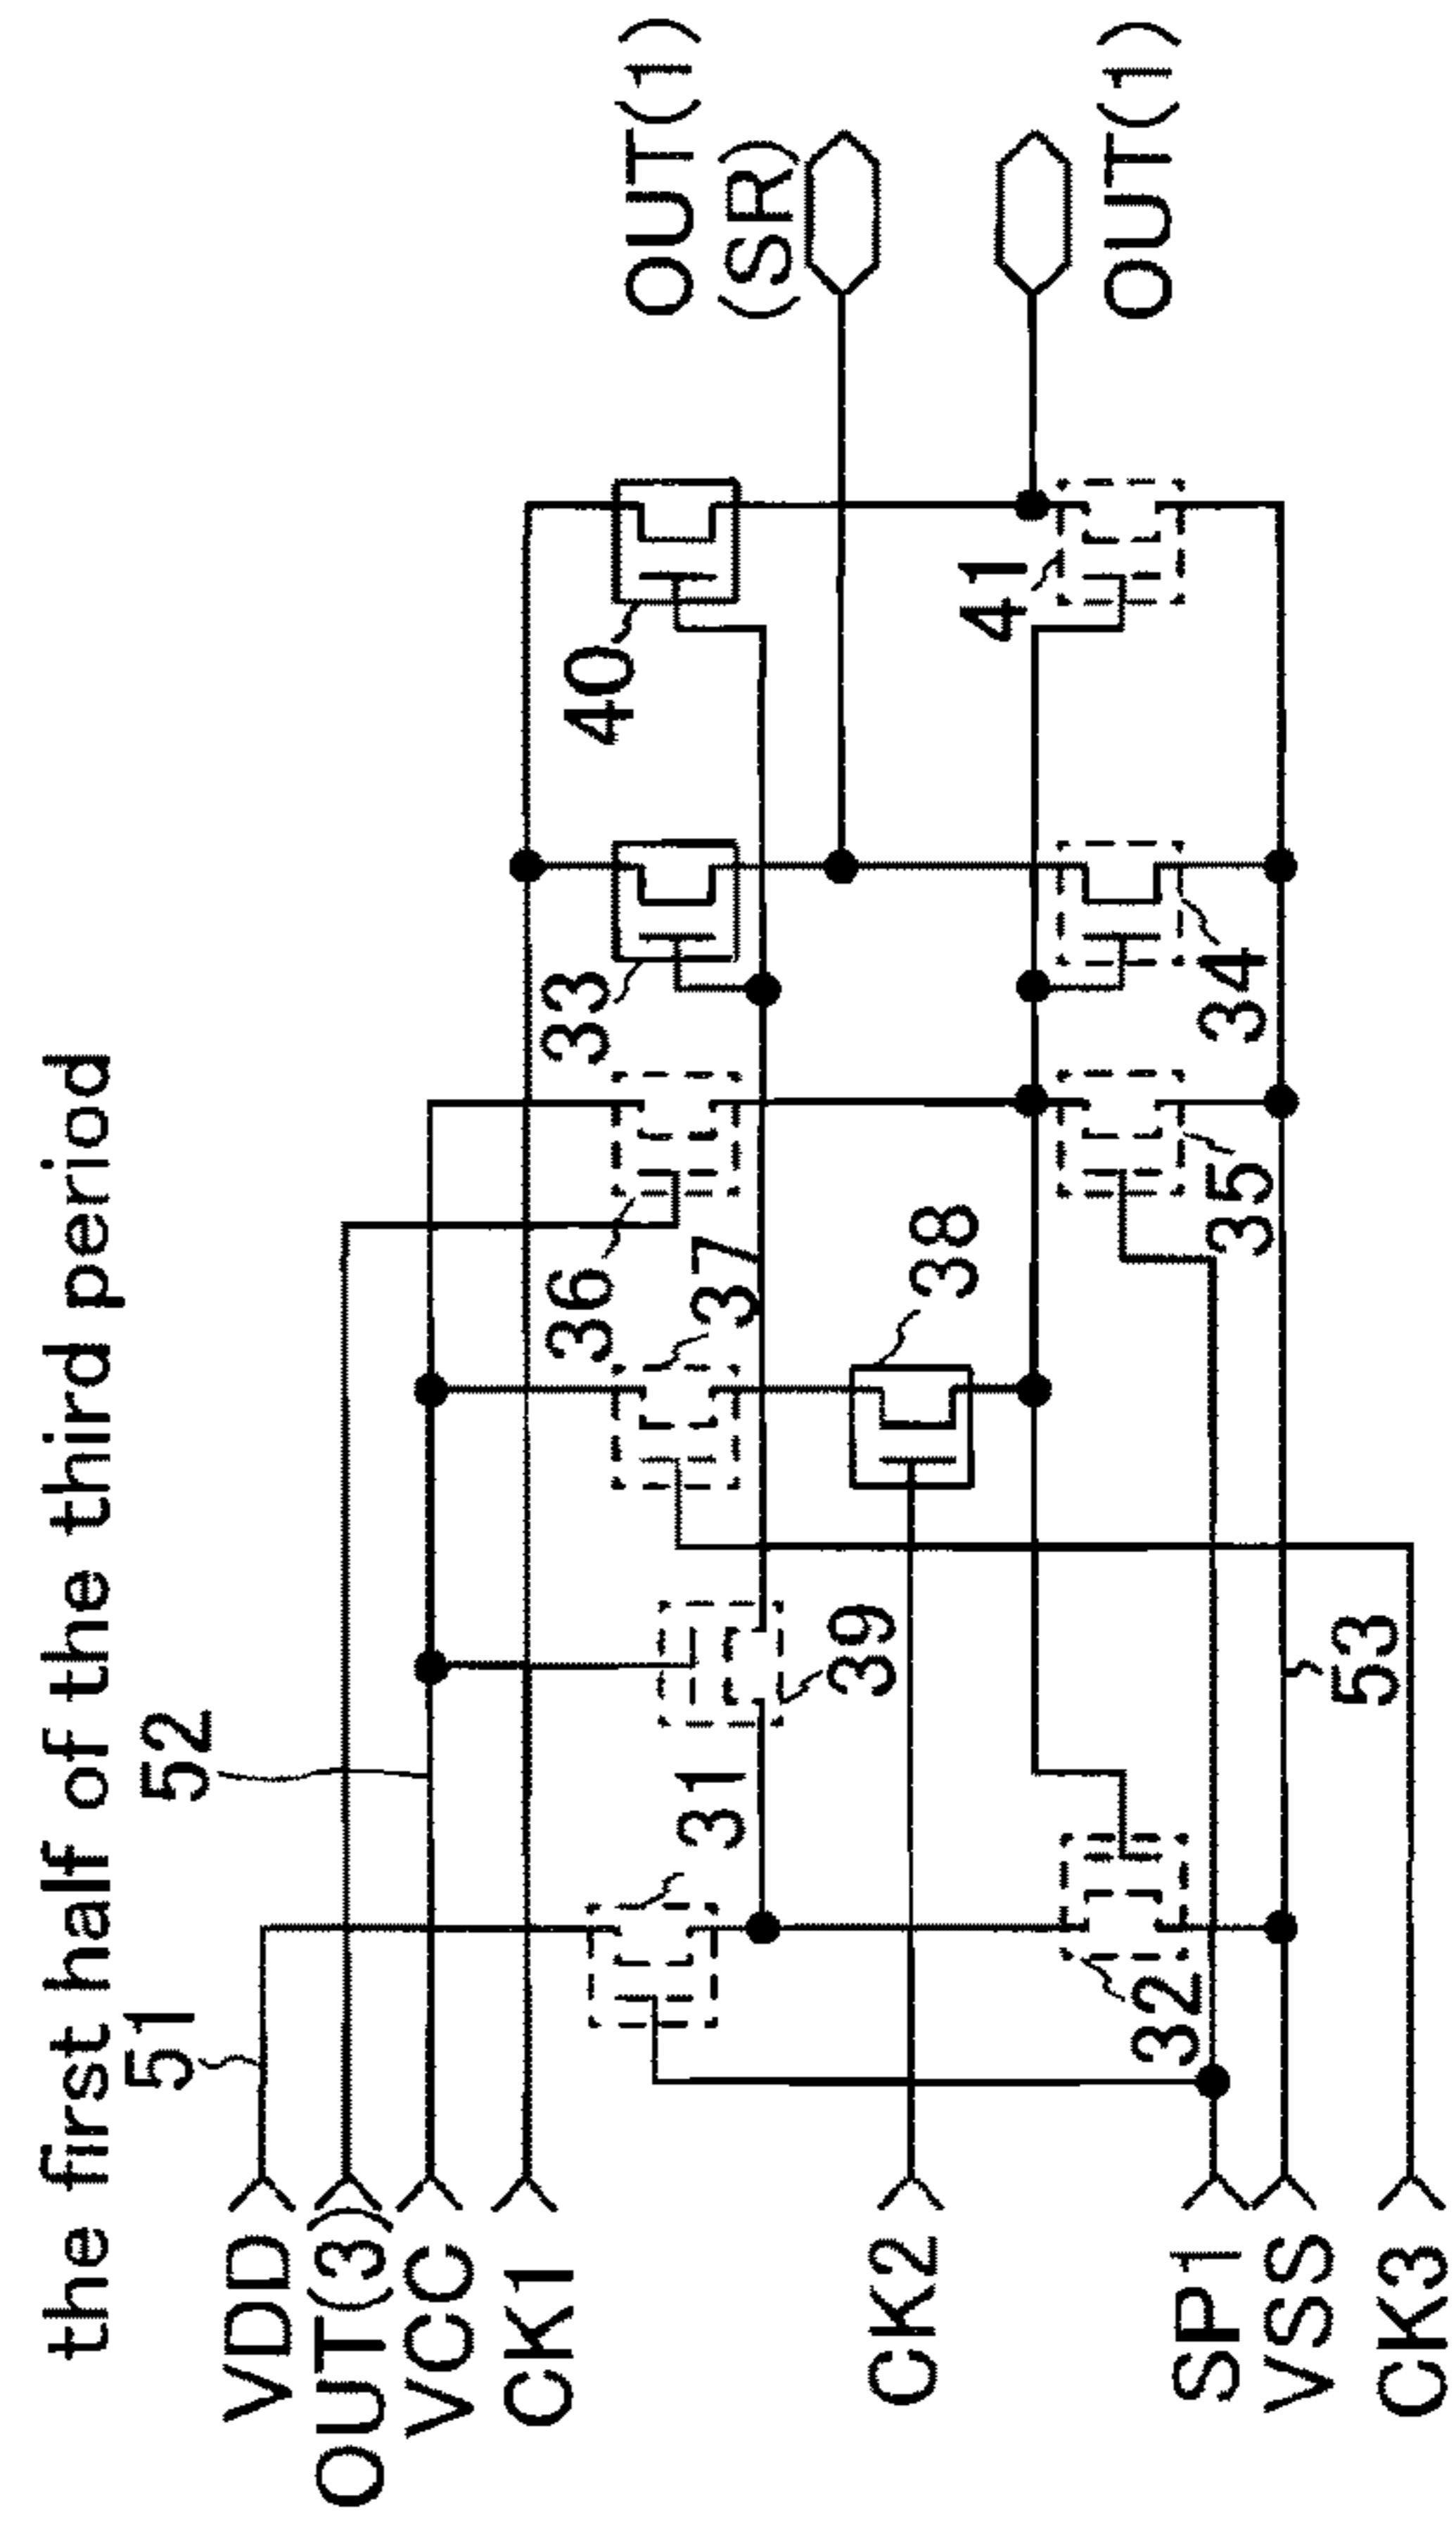 the first half of the third period
51
52
VDD
OUT(3)
VCC
CK1
CK2
SP1
VSS
CK3
31
32
39
37
36
38
35
33
34
40
41
53
OUT(1)
(SR)
OUT(1)